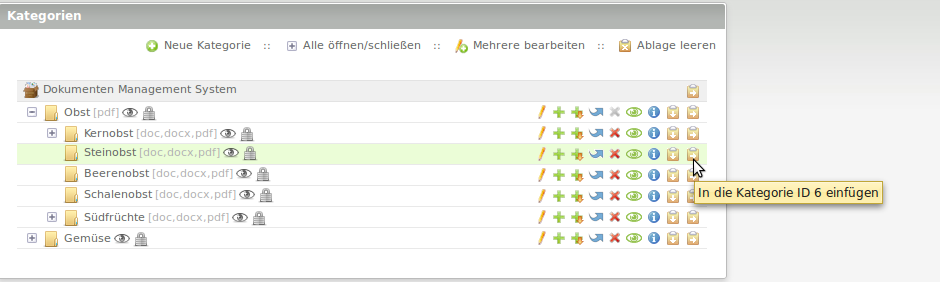 Kategorien
Neue Kategorie :: Alle öffnen/schließen :: Mehrere bearbeiten :: Ablage leeren
Dokumenten Management System
Obst [pdf]
Kernobst [doc,docx,pdf]
Steinobst [doc,docx,pdf]
Beerenobst [doc,docx,pdf]
Schalenobst [doc,docx,pdf]
In die Kategorie ID 6 einfügen
Südfrüchte [doc,docx,pdf]
Gemüse